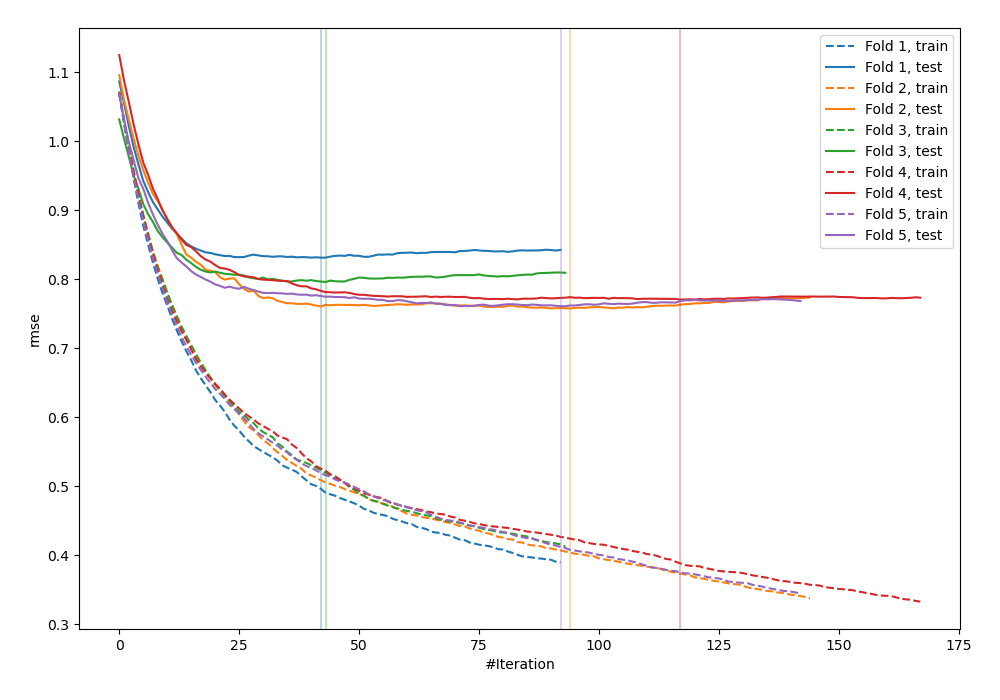 Fold 1, train
Fold 1, test
Fold 2, train
Fold 2, test
Fold 3, train
Fold 3, test
Fold 4, train
Fold 4, test
Fold 5, train
Fold 5, test
rmse
1.1
1.0
0.9
0.8
0.7
0.6
0.5
0.4
0.3
0 25 50 75 100 125 150 175
#Iteration